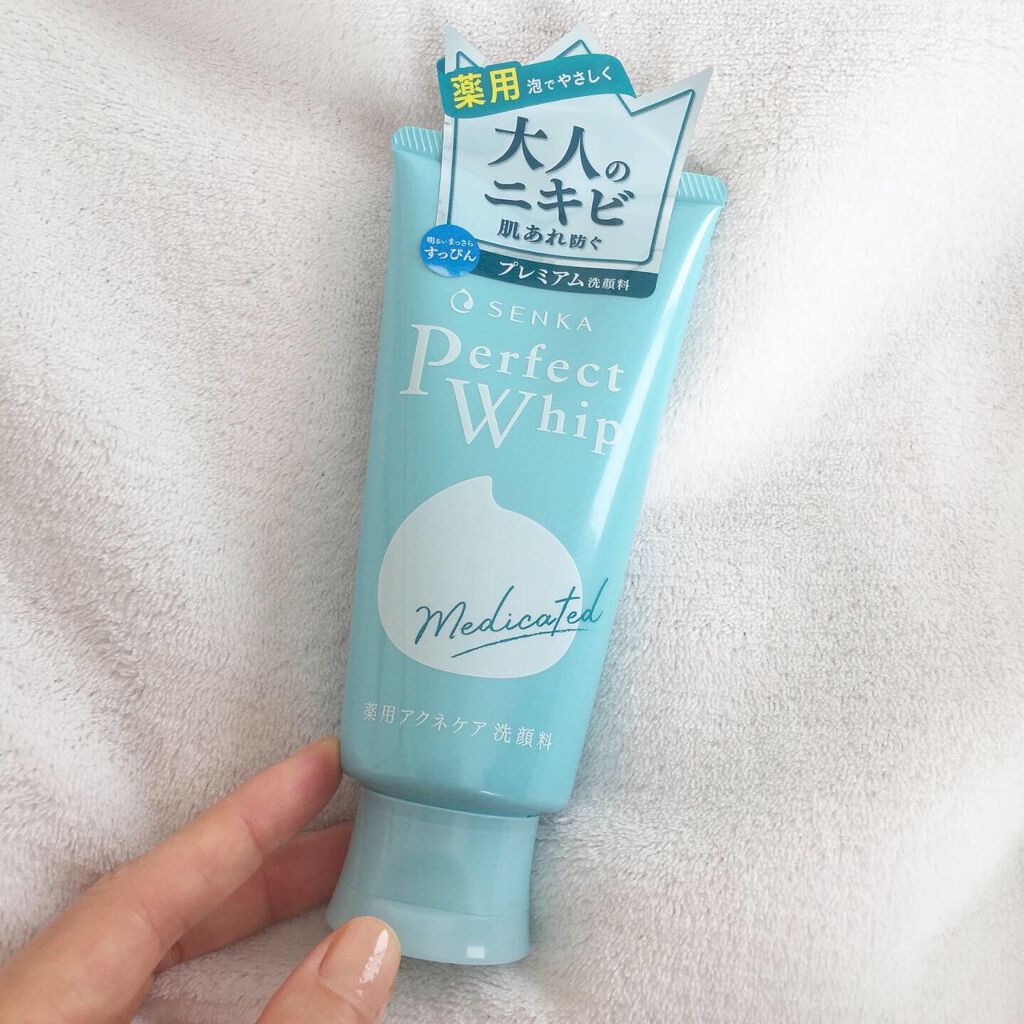 薬用 泡でやさしく
大人の
ニキビ
肌あれ防ぐ
明るいまっさら
すっぴん
プレミアム洗顔料
SENKA
Perfect
Whip
Medicated
薬用アクネケア 洗顔料